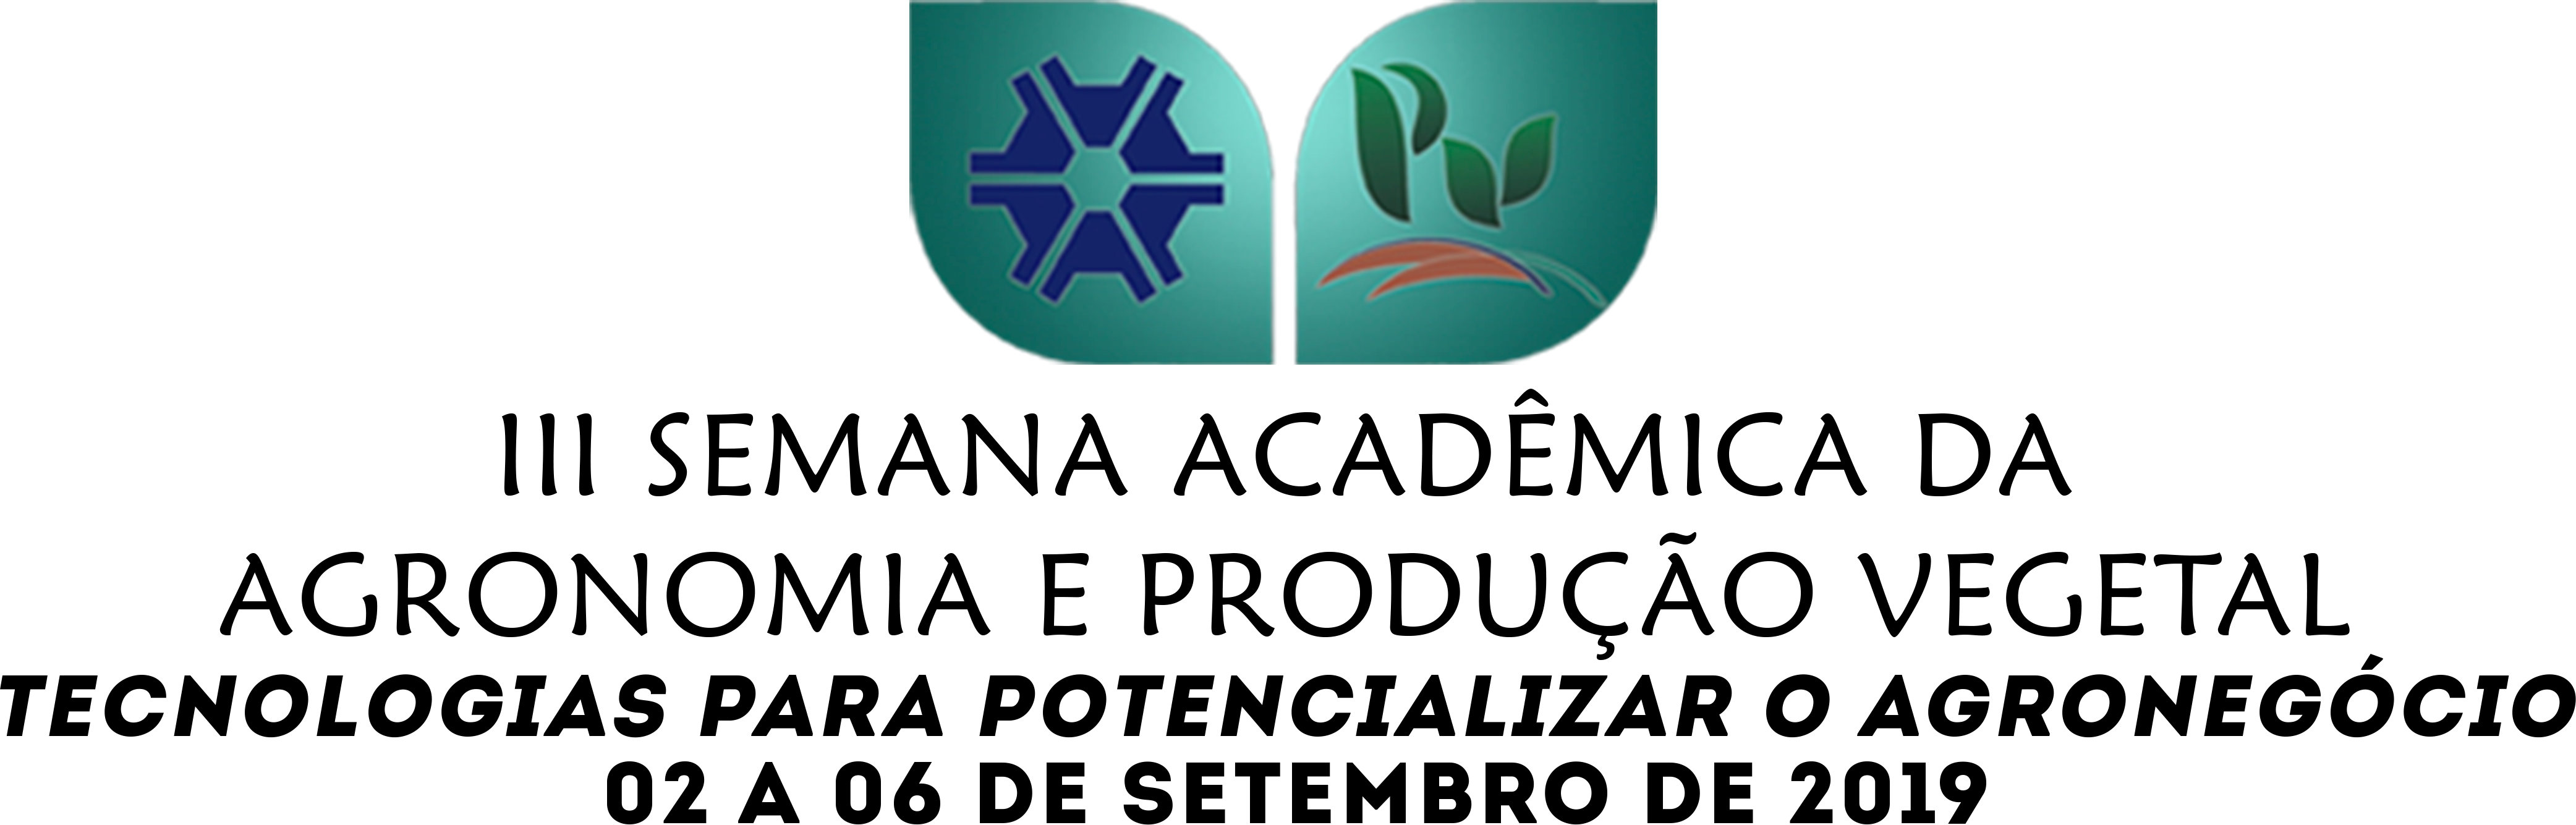 III SEMANA ACADÊMICA DA
AGRONOMIA E PRODUÇÃO VEGETAL
TECNOLOGIAS PARA POTENCIALIZAR O AGRONEGÓCIO
02 A 06 DE SETEMBRO DE 2019